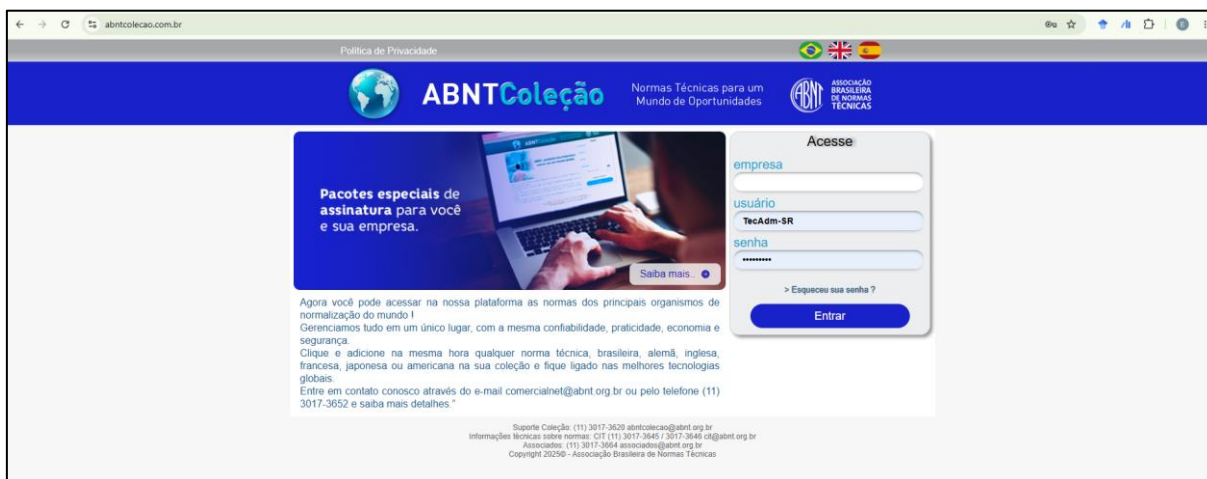 abntcolecao.com.br
Política de Privacidade
ABNTColeção
Normas Técnicas para um
Mundo de Oportunidades
ABNT
ASSOCIAÇÃO
BRASILEIRA
DE NORMAS
TÉCNICAS
Pacotes especiais de
assinatura para você
e sua empresa.
Saiba mais..
Agora você pode acessar na nossa plataforma as normas dos principais organismos de
normalização do mundo !
Gerenciamos tudo em um único lugar, com a mesma confiabilidade, praticidade, economia e
segurança.
Clique e adicione na mesma hora qualquer norma técnica, brasileira, alemã, inglesa,
francesa, japonesa ou americana na sua coleção e fique ligado nas melhores tecnologias
globais.
Entre em contato conosco através do e-mail comercialnet@abnt.org.br ou pelo telefone (11)
3017-3652 e saiba mais detalhes."
Acesse
empresa
usuário
TecAdm-SR
senha
•••••••••
> Esqueceu sua senha ?
Entrar
Suporte Coleção: (11) 3017-3620 abntcolecao@abnt.org.br
Informações técnicas sobre normas: CIT (11) 3017-3645 / 3017-3646 cit@abnt.org.br
Associados: (11) 3017-3664 associados@abnt.org.br
Copyright 2025© - Associação Brasileira de Normas Técnicas